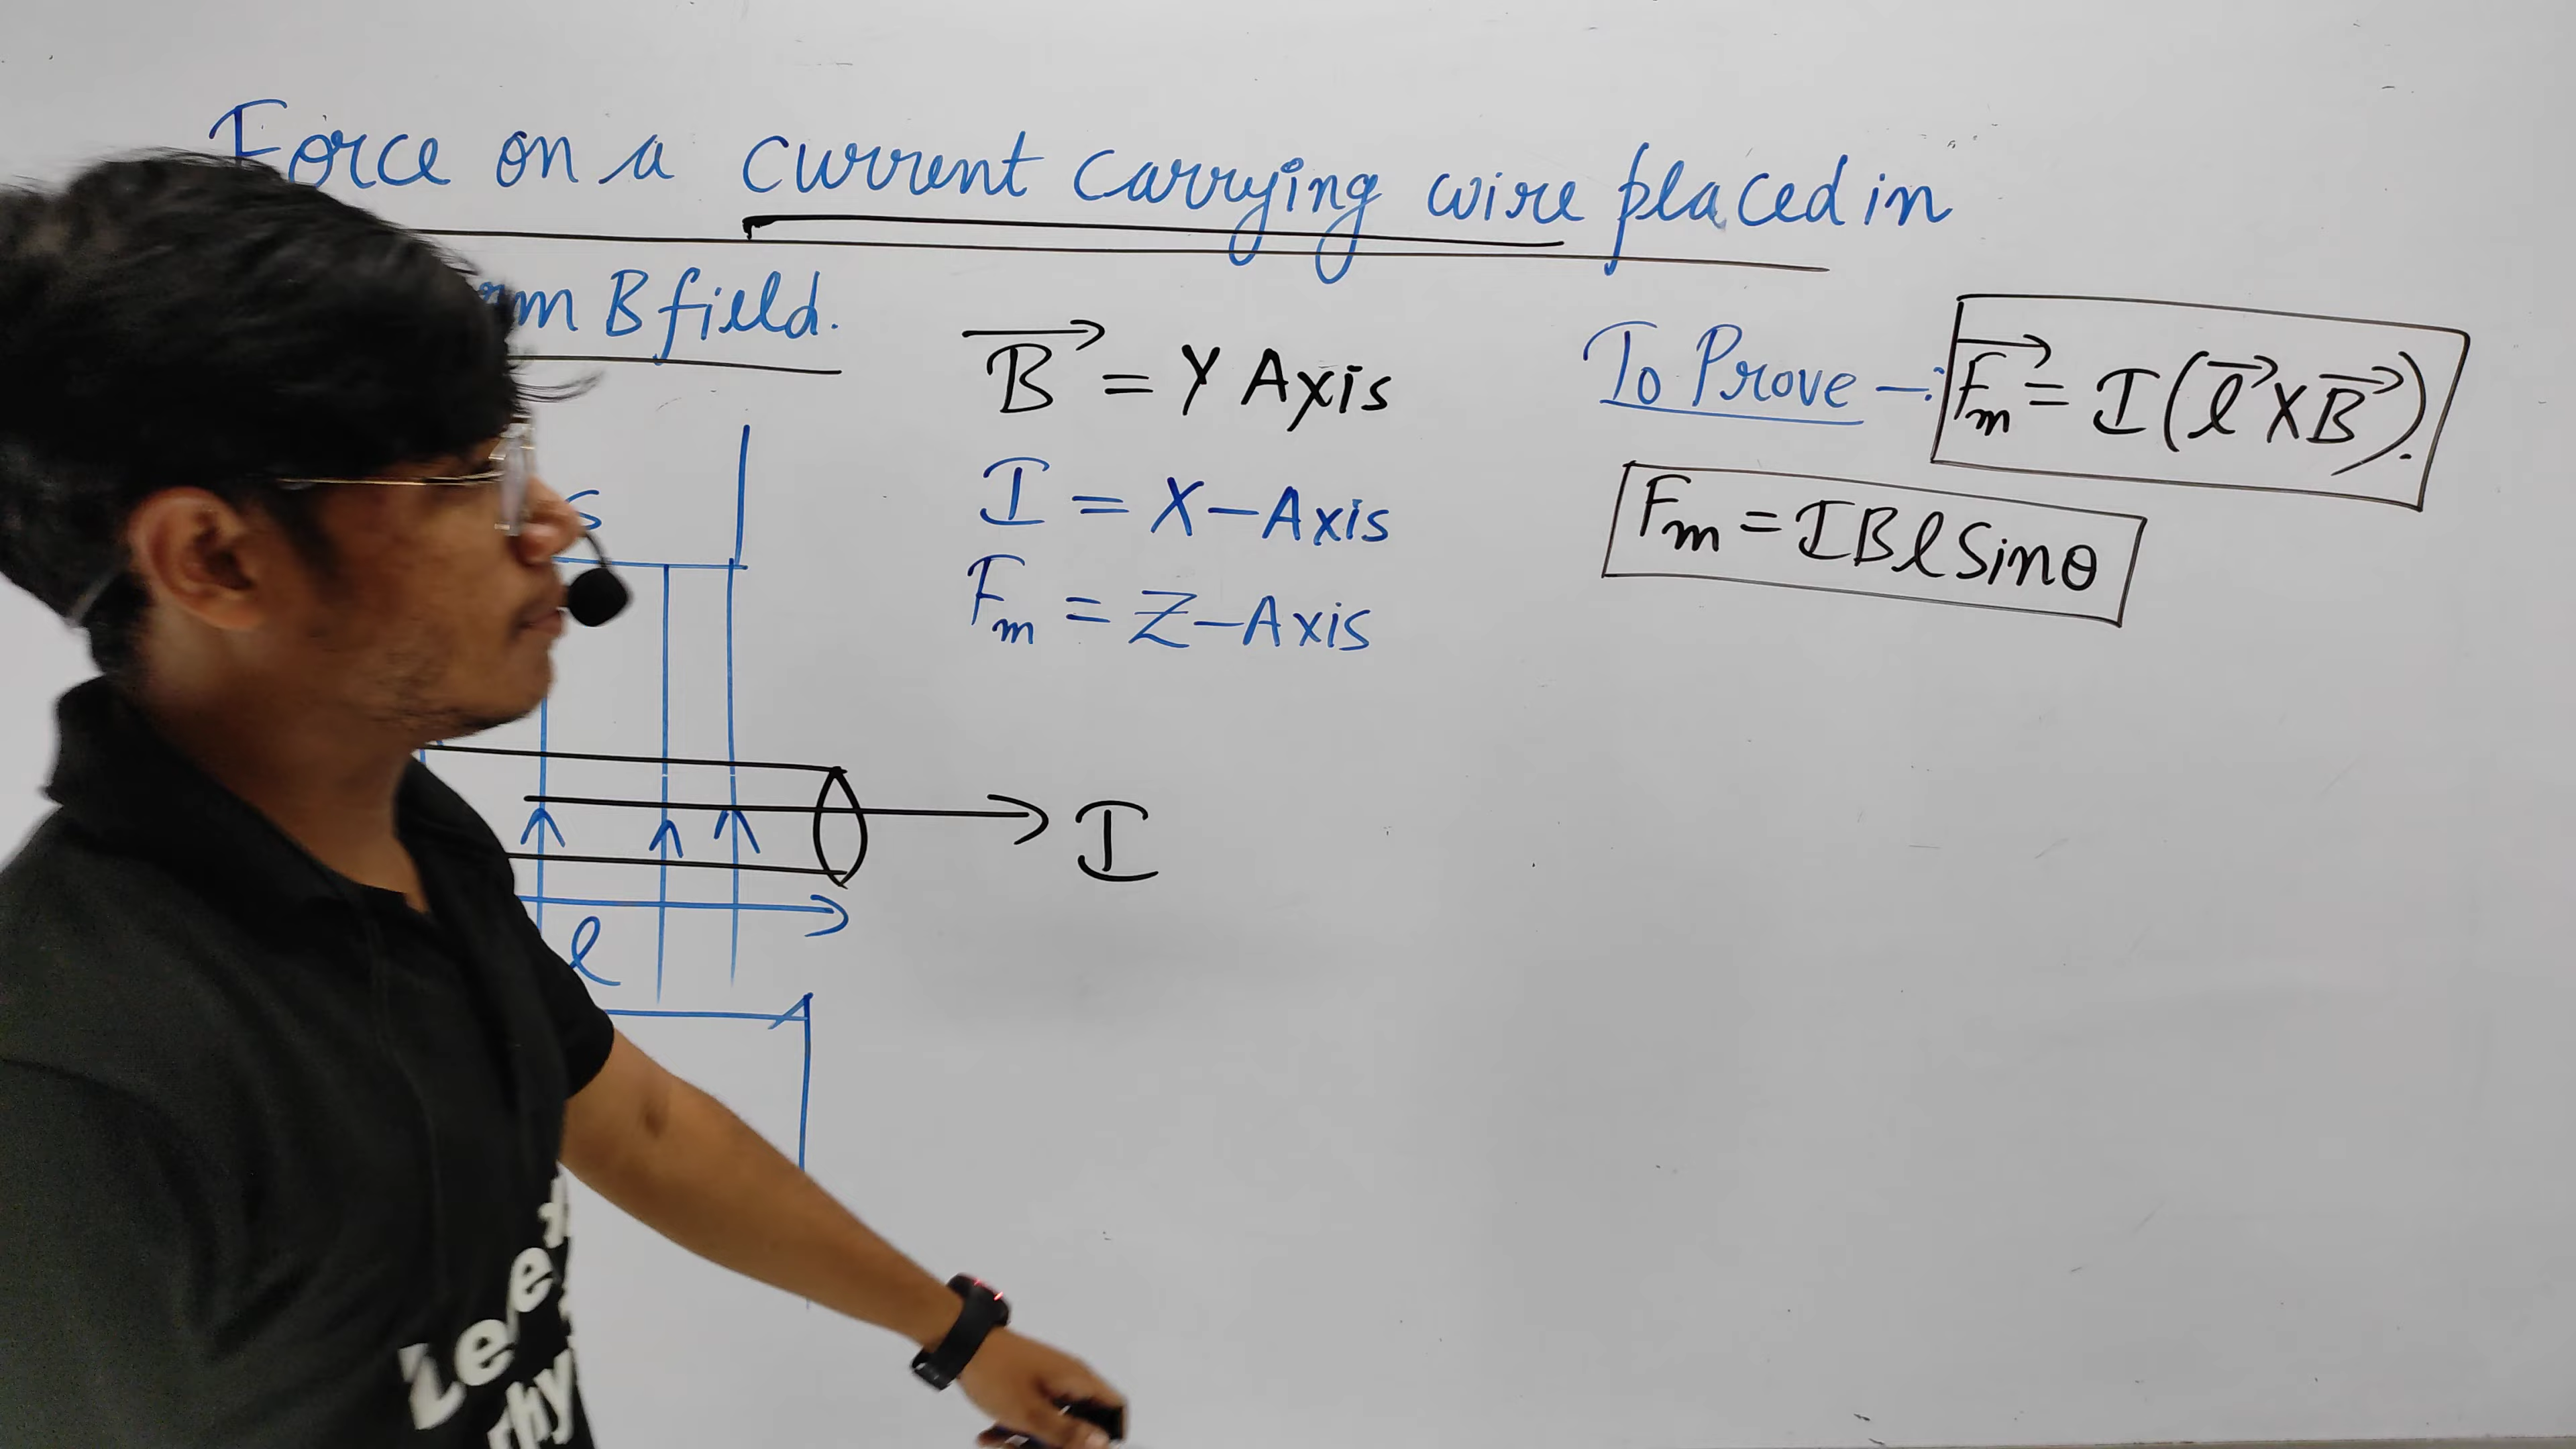 Force on a current carrying wire placed in
B field.
B = Y Axis
I = X-Axis
Fm = Z-Axis
To Prove -: Fm = I(l X B).
Fm = IBl Sinθ
S
I
l